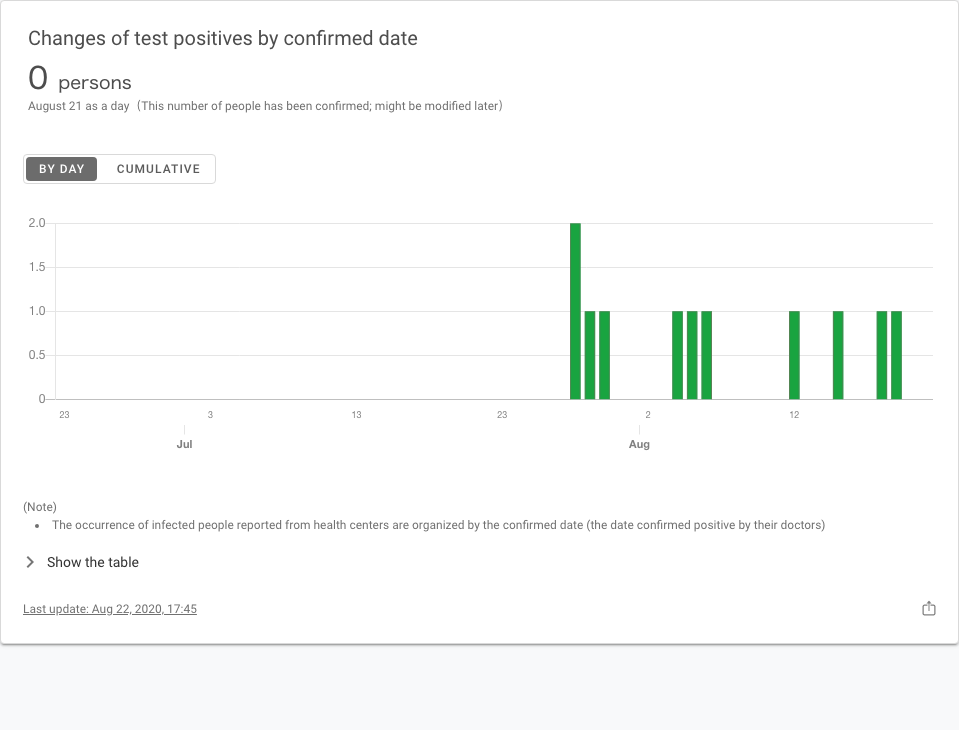 Changes of test positives by confirmed date
0 persons
August 21 as a day（This number of people has been confirmed; might be modified later）
BY DAY CUMULATIVE
2.0
1.5
1.0
0.5
0
23 3 13 23 2 12
Jul Aug
(Note)
• The occurrence of infected people reported from health centers are organized by the confirmed date (the date confirmed positive by their doctors)
Show the table
Last update: Aug 22, 2020, 17:45